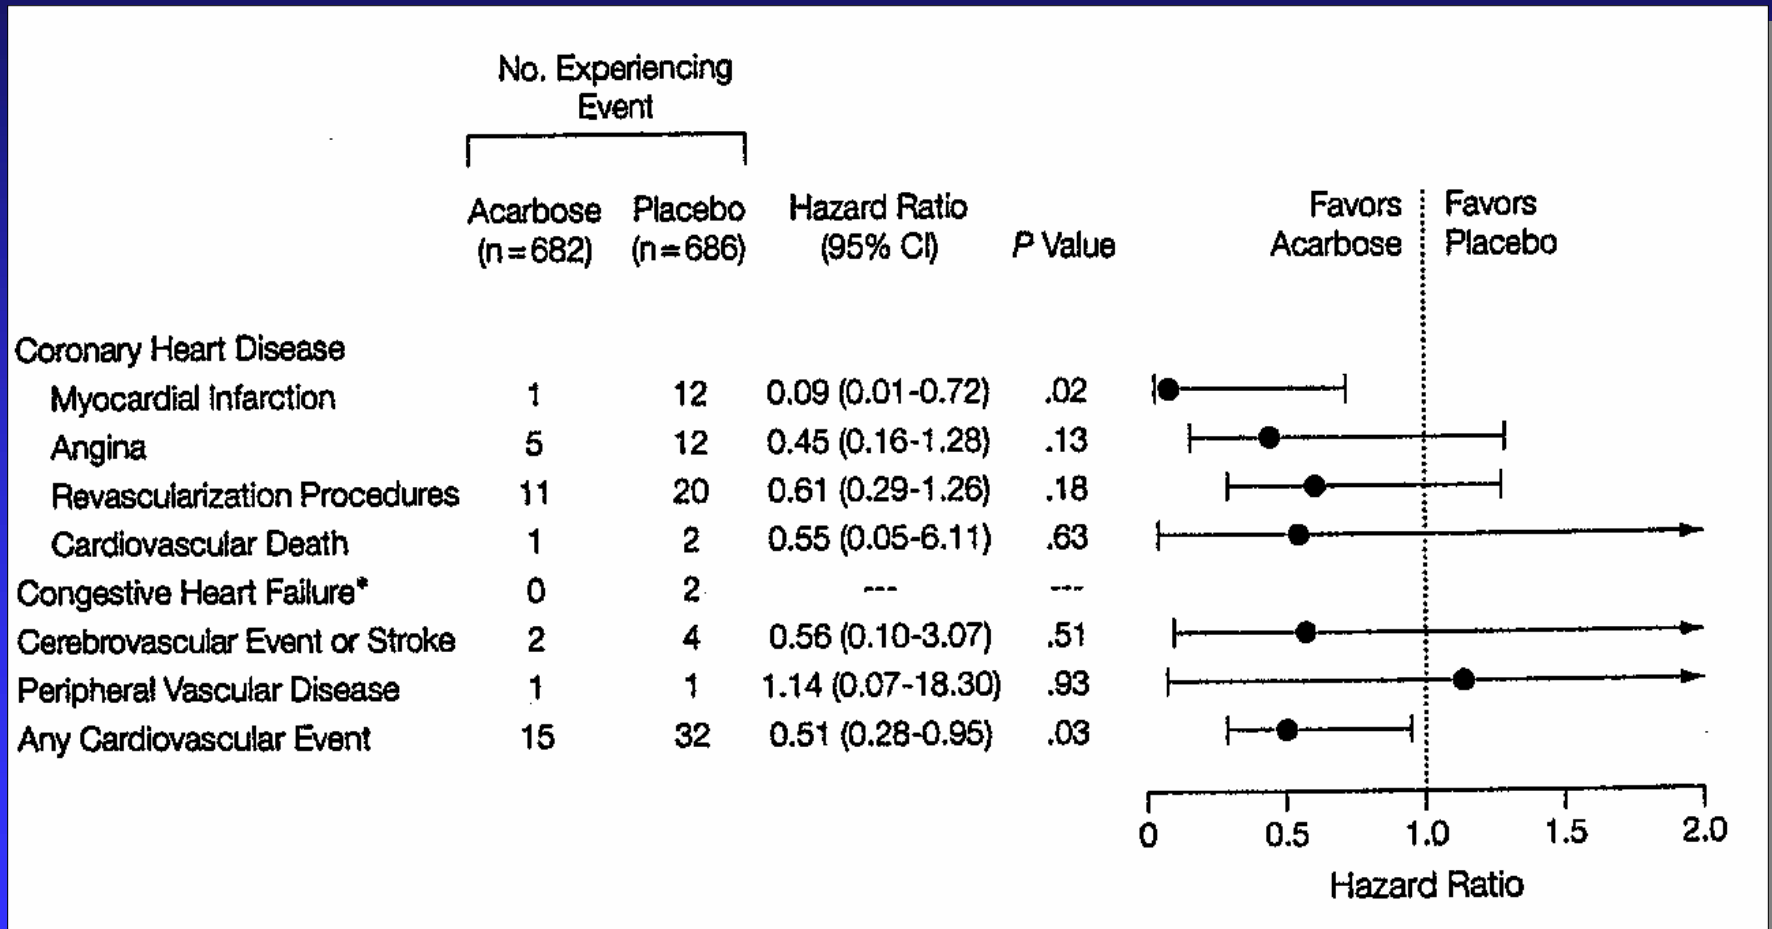 No. Experiencing
Event
Acarbose Placebo Hazard Ratio Favors Favors
(n=682) (n=686) (95% CI) P Value Acarbose Placebo
Coronary Heart Disease
Myocardial Infarction 1 12 0.09 (0.01-0.72) .02
Angina 5 12 0.45 (0.16-1.28) .13
Revascularization Procedures 11 20 0.61 (0.29-1.26) .18
Cardiovascular Death 1 2 0.55 (0.05-6.11) .63
Congestive Heart Failure* 0 2 --- ---
Cerebrovascular Event or Stroke 2 4 0.56 (0.10-3.07) .51
Peripheral Vascular Disease 1 1 1.14 (0.07-18.30) .93
Any Cardiovascular Event 15 32 0.51 (0.28-0.95) .03
0 0.5 1.0 1.5 2.0
Hazard Ratio